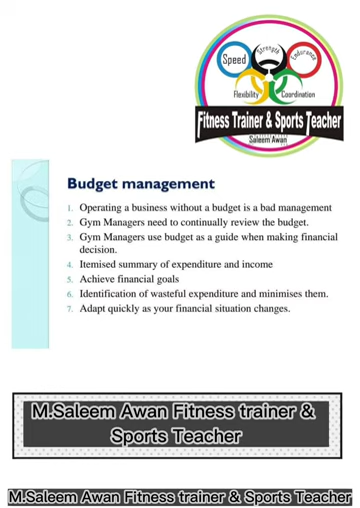 Speed
Strength
Endurance
Flexibility
Coordination
Fitness Trainer & Sports Teacher
Saleem Awan
Budget management
1. Operating a business without a budget is a bad management
2. Gym Managers need to continually review the budget.
3. Gym Managers use budget as a guide when making financial
decision.
4. Itemised summary of expenditure and income
5. Achieve financial goals
6. Identification of wasteful expenditure and minimises them.
7. Adapt quickly as your financial situation changes.
M.Saleem Awan Fitness trainer &
Sports Teacher
M.Saleem Awan Fitness trainer & Sports Teacher